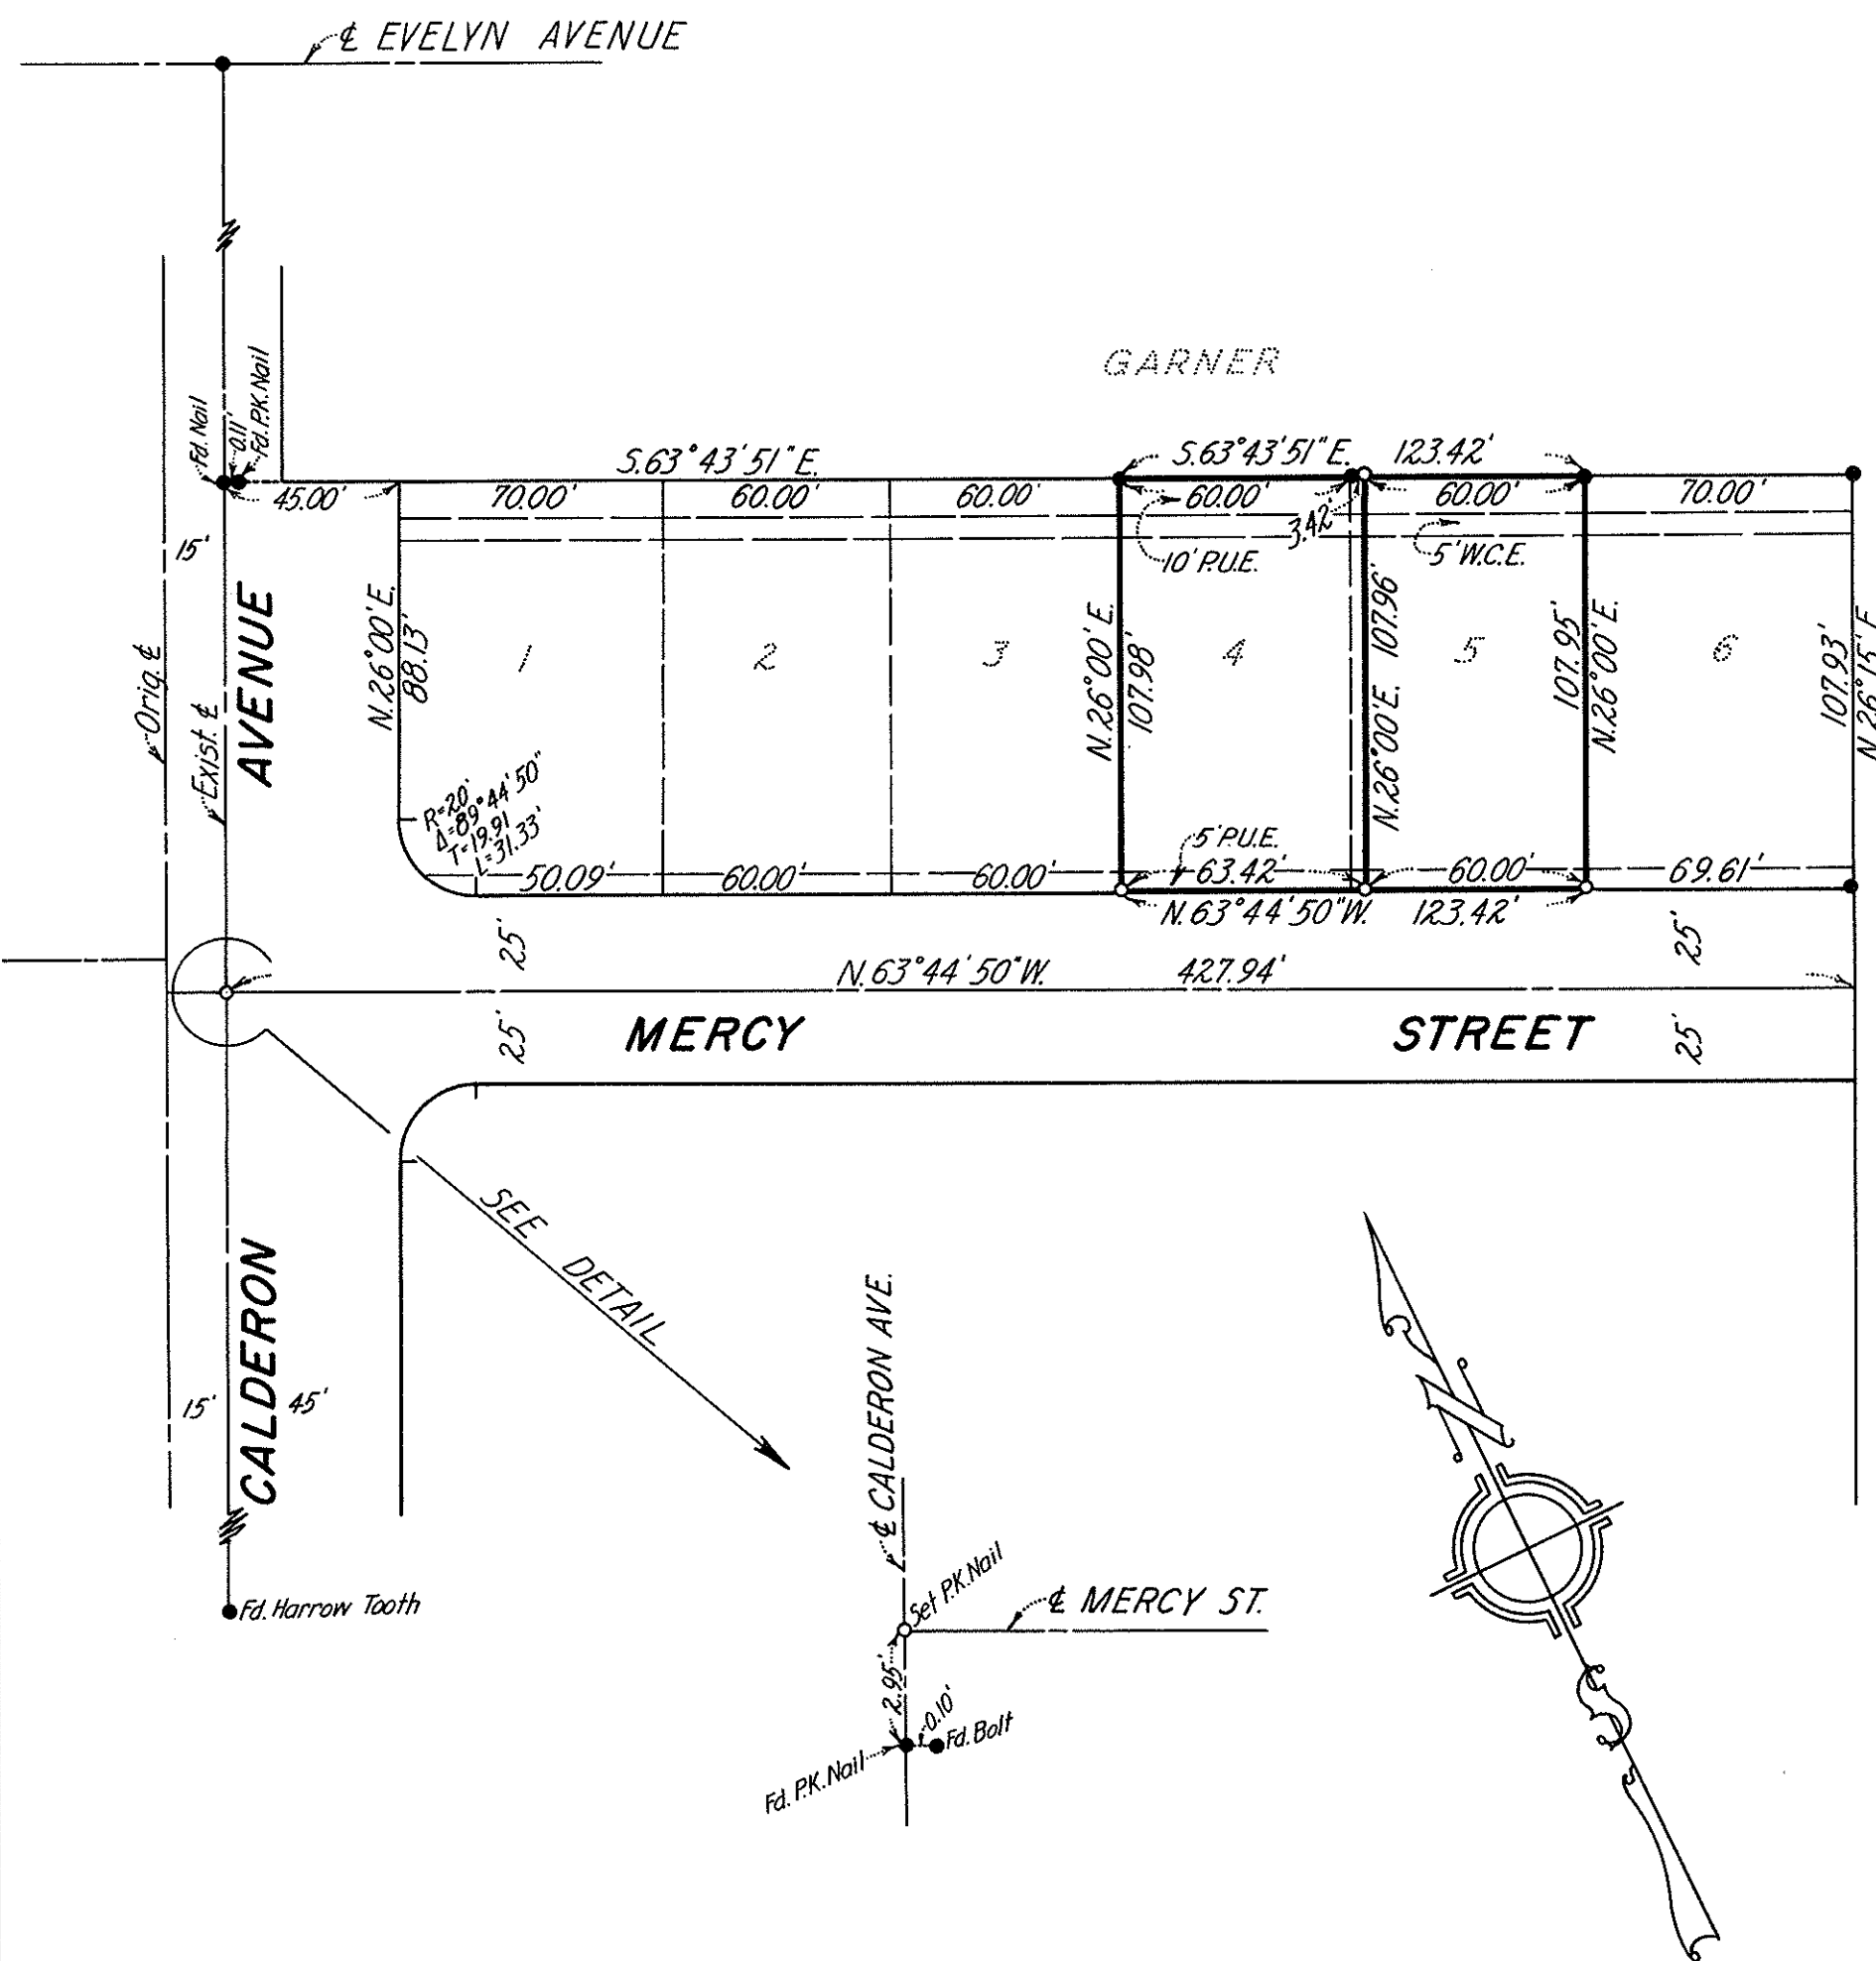 ℄ EVELYN AVENUE
GARNER
Fd. Nail
0.11'
Fd. P.K. Nail
S.63°43'51"E.
S.63°43'51"E. 123.42'
45.00'
70.00'
60.00'
60.00'
60.00'
3.42'
60.00'
70.00'
15'
10' P.U.E.
5' W.C.E.
Orig. ℄
Exist. ℄
AVENUE
N.26°00'E.
88.13'
1
2
3
N.26°00'E.
107.98'
4
N.26°00'E. 107.96'
5
107.95'
N.26°00'E.
6
107.93'
N.26°15'E.
R=20'
Δ=89°44'50"
T=19.91
L=31.33'
5' P.U.E.
50.09'
60.00'
60.00'
63.42'
60.00'
69.61'
N.63°44'50"W. 123.42'
25'
25'
N.63°44'50"W. 427.94'
25'
25'
MERCY STREET
SEE DETAIL
CALDERON
15'
45'
Fd. Harrow Tooth
℄ CALDERON AVE.
Set P.K. Nail
℄ MERCY ST.
2.95'
0.10'
Fd. Bolt
Fd. P.K. Nail
N
S